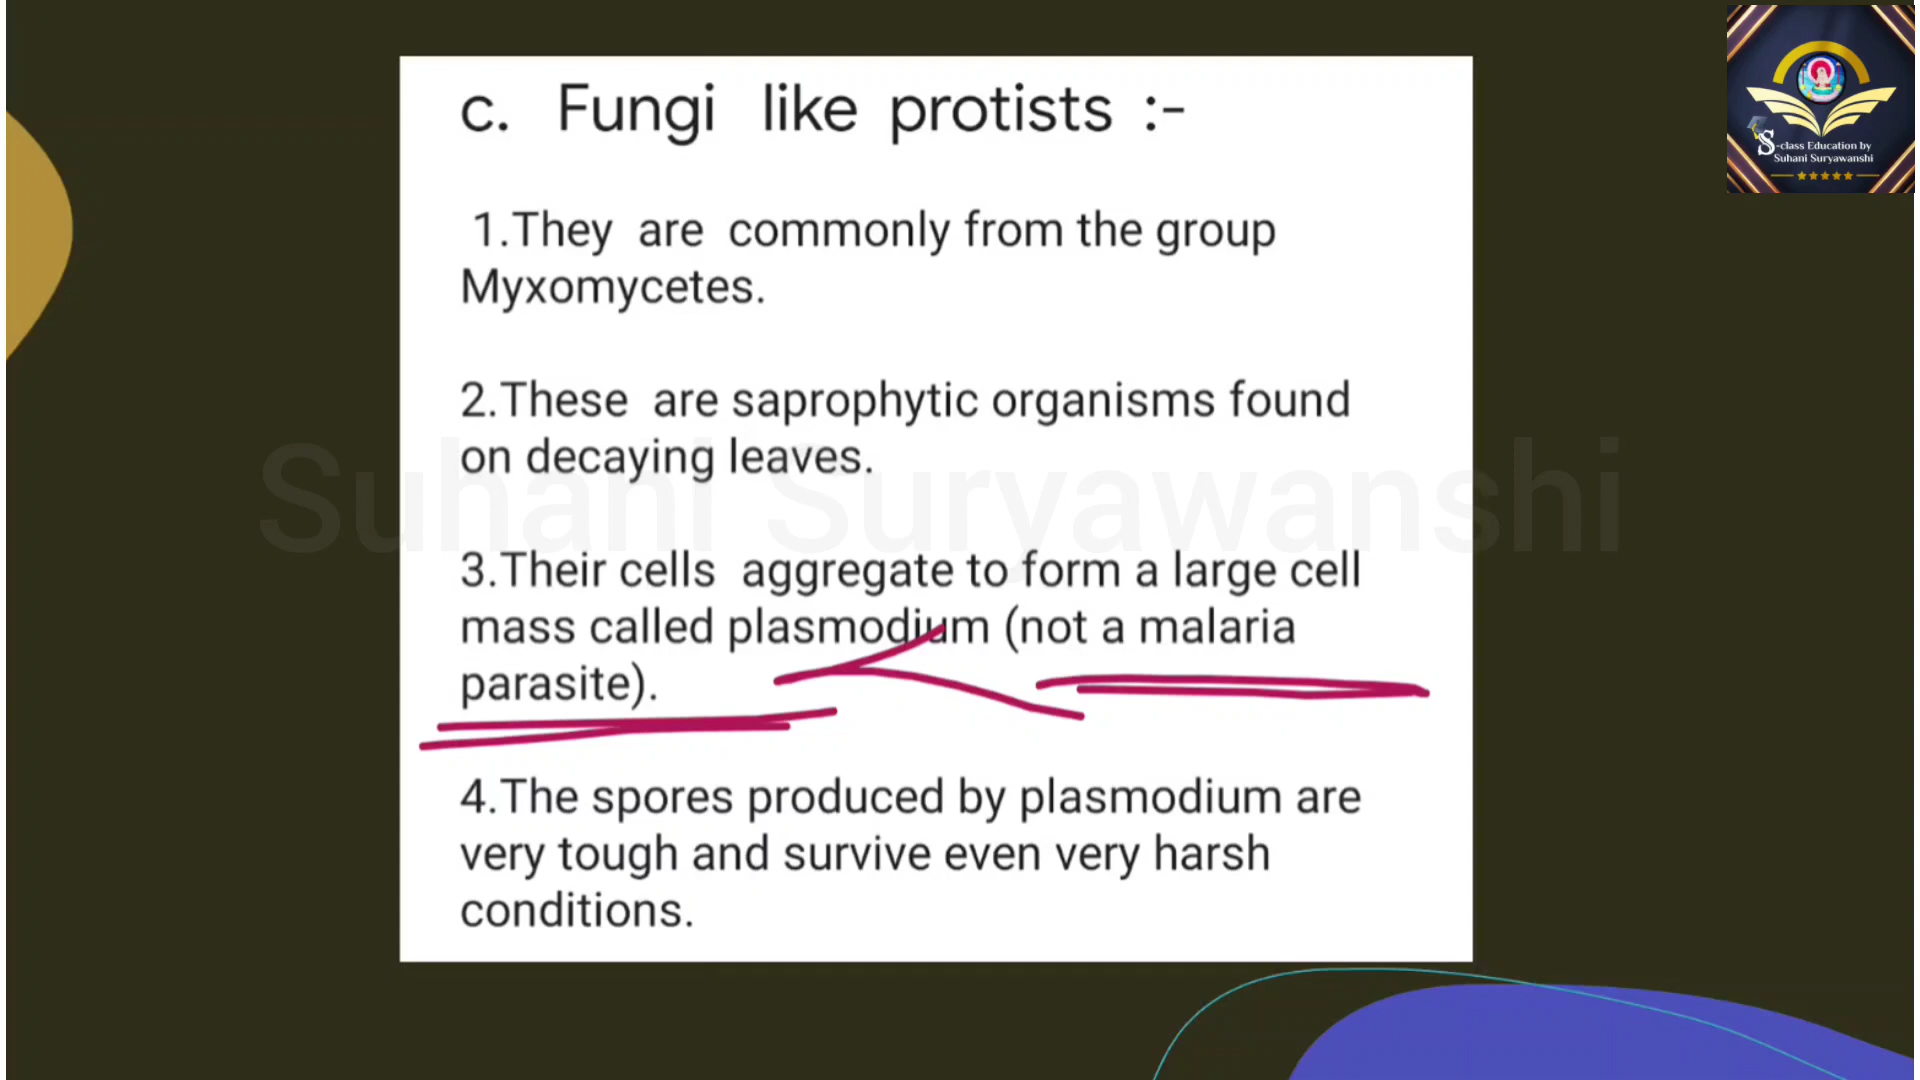 c. Fungi like protists :-
1.They are commonly from the group
Myxomycetes.
2.These are saprophytic organisms found
on decaying leaves.
3.Their cells aggregate to form a large cell
mass called plasmodium (not a malaria
parasite).
4.The spores produced by plasmodium are
very tough and survive even very harsh
conditions.
Suhani Suryawanshi
S-class Education by
Suhani Suryawanshi